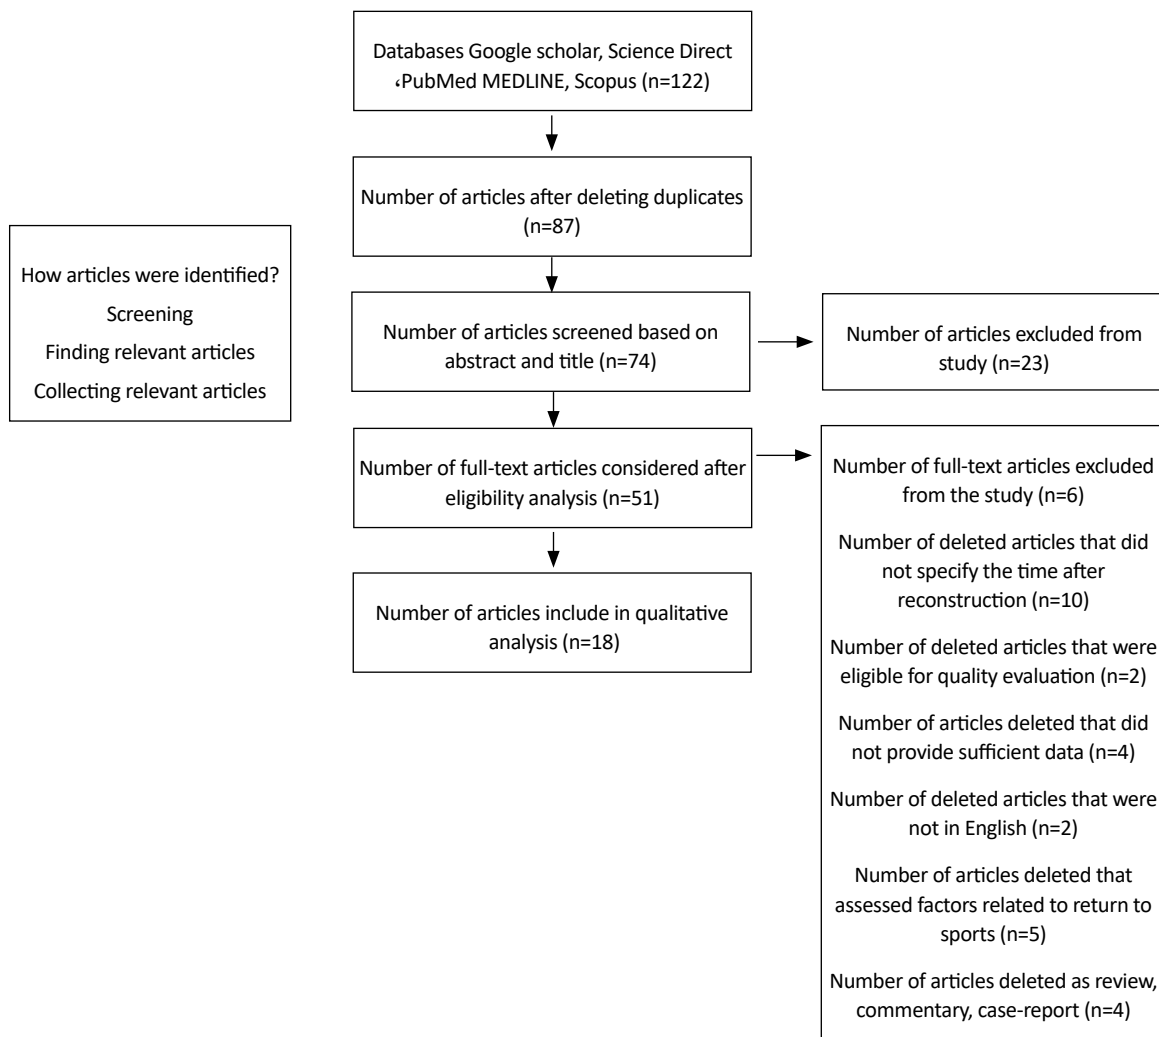 Databases Google scholar, Science Direct
،PubMed MEDLINE, Scopus (n=122)
Number of articles after deleting duplicates
(n=87)
How articles were identified?
Screening
Finding relevant articles
Collecting relevant articles
Number of articles screened based on
abstract and title (n=74)
Number of articles excluded from
study (n=23)
Number of full-text articles considered after
eligibility analysis (n=51)
Number of articles include in qualitative
analysis (n=18)
Number of full-text articles excluded
from the study (n=6)
Number of deleted articles that did
not specify the time after
reconstruction (n=10)
Number of deleted articles that were
eligible for quality evaluation (n=2)
Number of articles deleted that did
not provide sufficient data (n=4)
Number of deleted articles that were
not in English (n=2)
Number of articles deleted that
assessed factors related to return to
sports (n=5)
Number of articles deleted as review,
commentary, case-report (n=4)